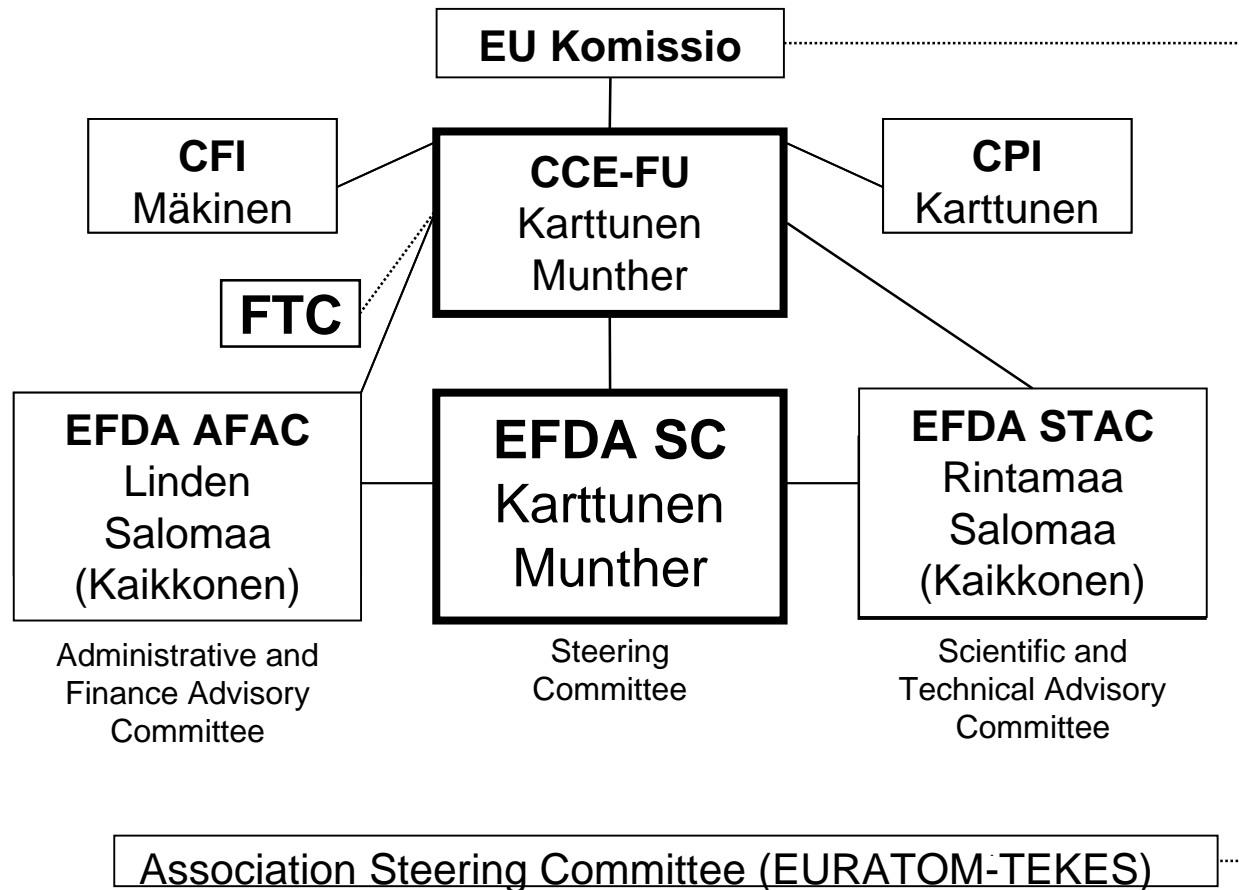 EU Komissio
CFI
Mäkinen
CCE-FU
Karttunen
Munther
CPI
Karttunen
FTC
EFDA AFAC
Linden
Salomaa
(Kaikkonen)
EFDA SC
Karttunen
Munther
EFDA STAC
Rintamaa
Salomaa
(Kaikkonen)
Administrative and
Finance Advisory
Committee
Steering
Committee
Scientific and
Technical Advisory
Committee
Association Steering Committee (EURATOM-TEKES)